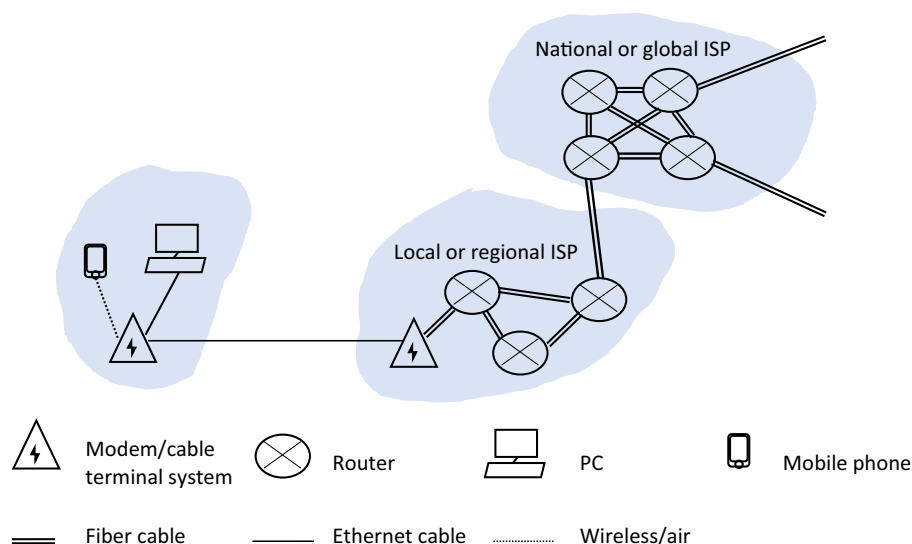 National or global ISP
Local or regional ISP
Modem/cable
terminal system
Router
PC
Mobile phone
Fiber cable
Ethernet cable
Wireless/air